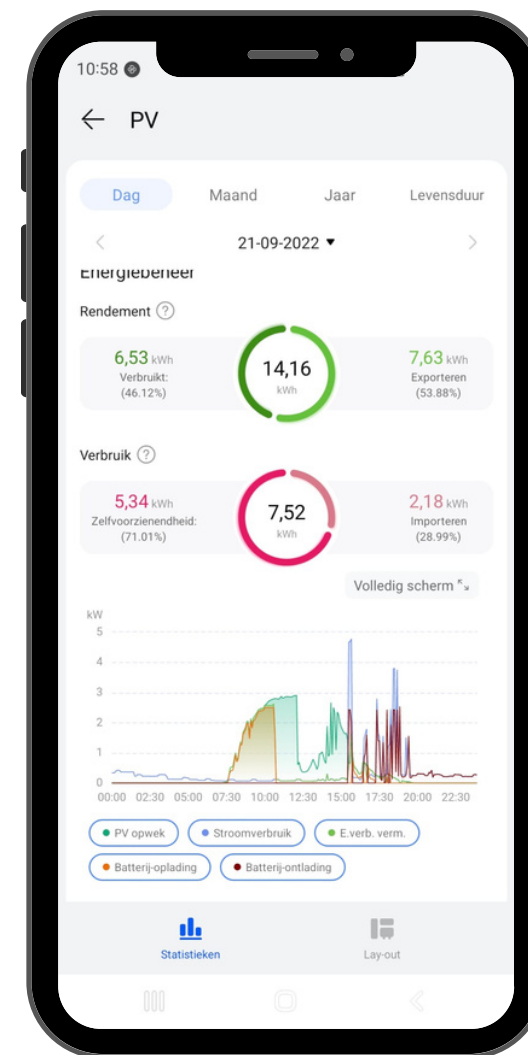 10:58
PV
Dag Maand Jaar Levensduur
21-09-2022
Energiebeheer
Rendement ?
6,53 kWh
Verbruikt:
(46.12%)
14,16
kWh
7,63 kWh
Exporteren
(53.88%)
Verbruik ?
5,34 kWh
Zelfvoorzienendheid:
(71.01%)
7,52
kWh
2,18 kWh
Importeren
(28.99%)
Volledig scherm
kW
5
4
3
2
1
0
00:00 02:30 05:00 07:30 10:00 12:30 15:00 17:30 20:00 22:30
PV opwek Stroomverbruik E.verb. verm.
Batterij-oplading Batterij-ontlading
Statistieken Lay-out